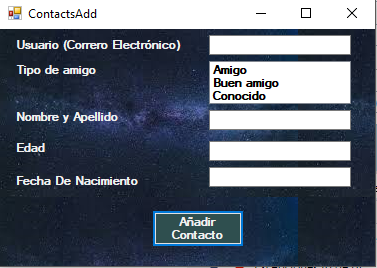 ContactsAdd
Usuario (Correro Electrónico)
Tipo de amigo
Amigo
Buen amigo
Conocido
Nombre y Apellido
Edad
Fecha De Nacimiento
Añadir
Contacto